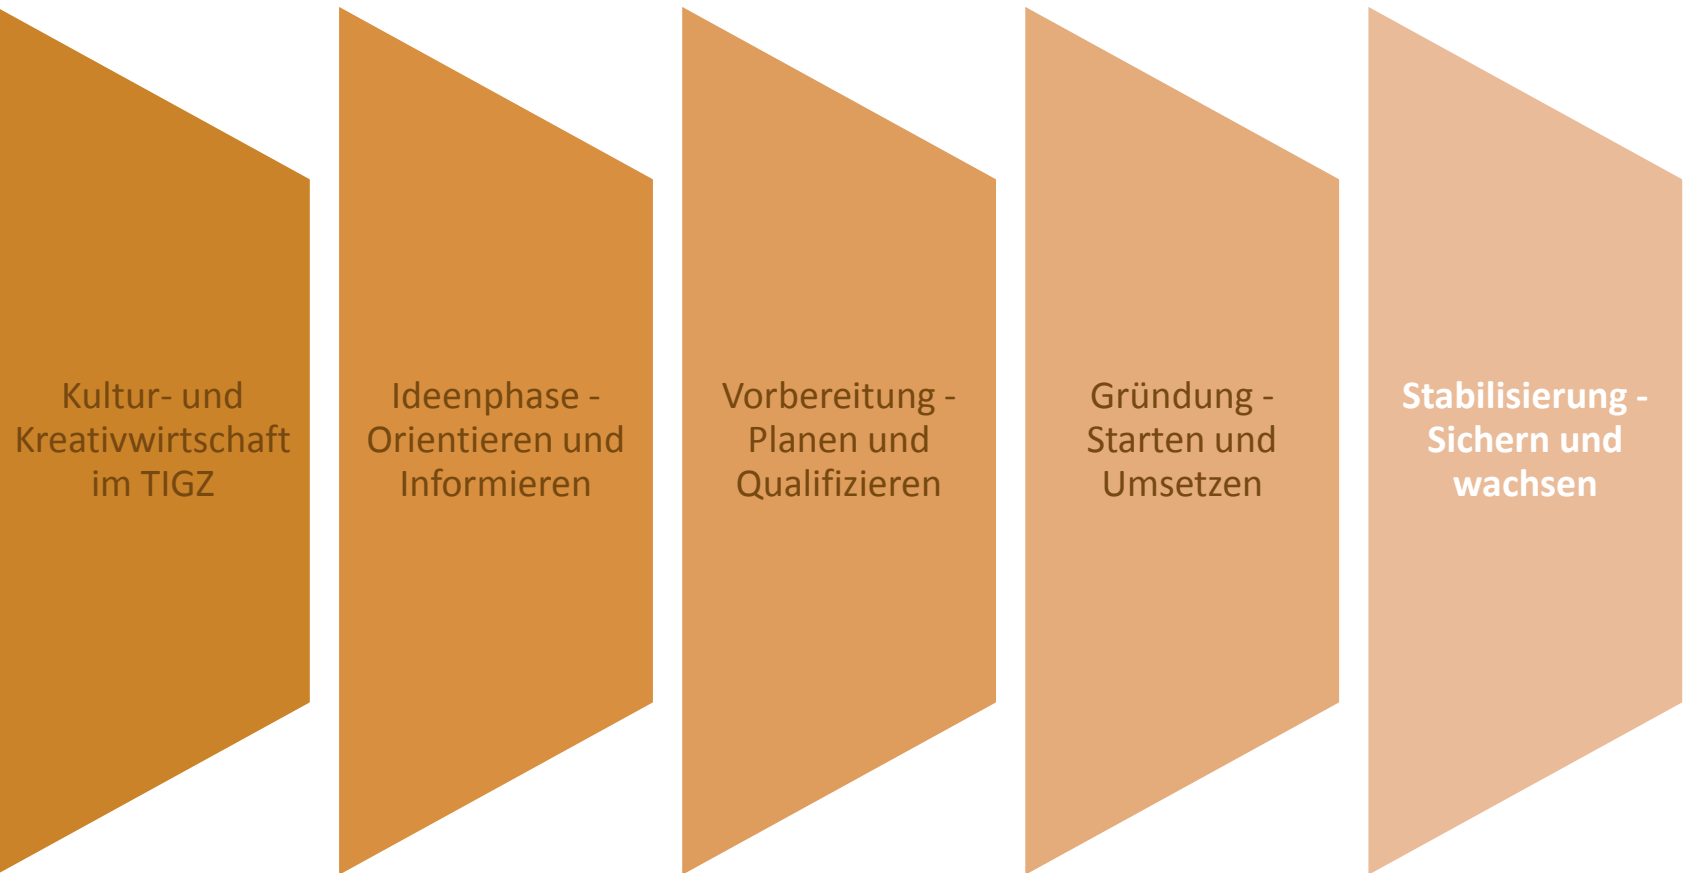 Kultur- und
Kreativwirtschaft
im TIGZ
Ideenphase -
Orientieren und
Informieren
Vorbereitung -
Planen und
Qualifizieren
Gründung -
Starten und
Umsetzen
Stabilisierung -
Sichern und
wachsen